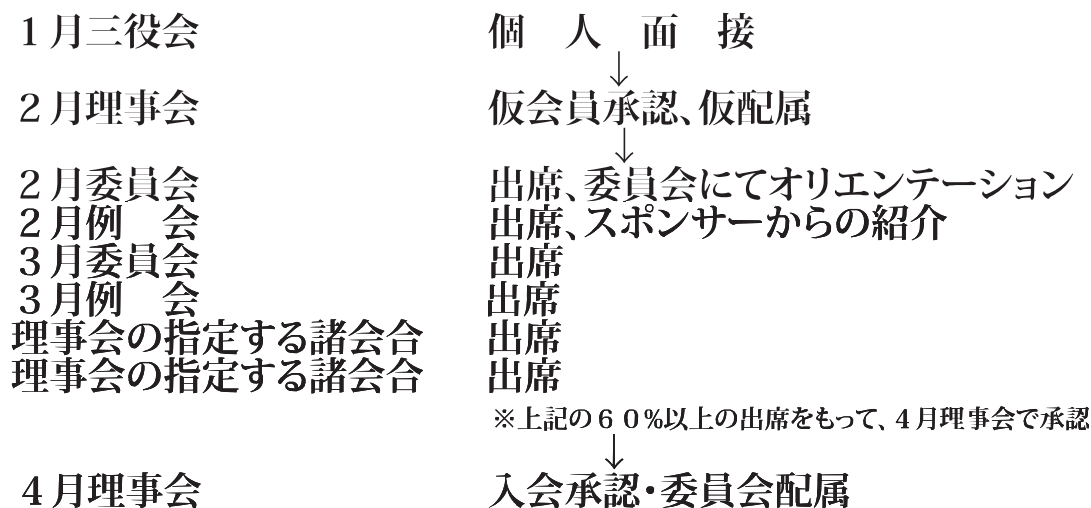 １月三役会　個　人　面　接
↓
２月理事会　仮会員承認、仮配属
↓
２月委員会　出席、委員会にてオリエンテーション
２月例　会　出席、スポンサーからの紹介
３月委員会　出席
３月例　会　出席
理事会の指定する諸会合　出席
理事会の指定する諸会合　出席
※上記の６０％以上の出席をもって、４月理事会で承認
↓
４月理事会　入会承認・委員会配属